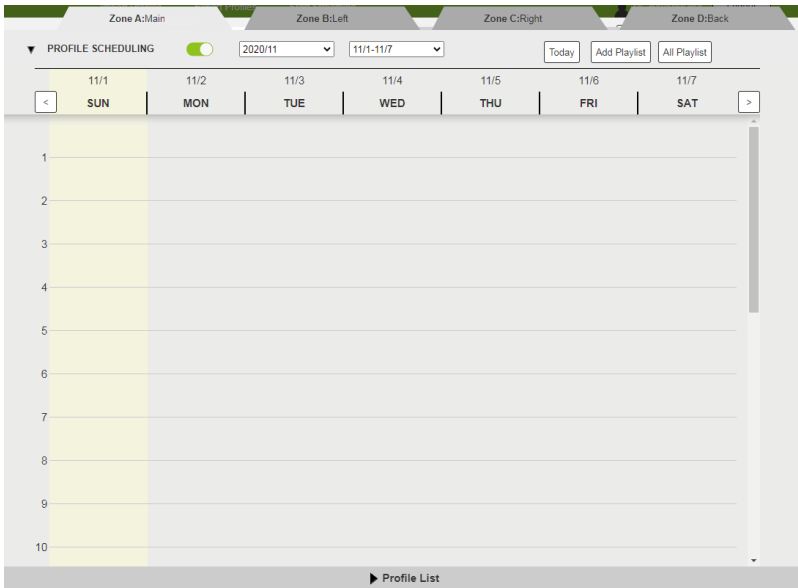 Zone A:Main Zone B:Left Zone C:Right Zone D:Back
▼ PROFILE SCHEDULING 2020/11 11/1-11/7 Today Add Playlist All Playlist
11/1 11/2 11/3 11/4 11/5 11/6 11/7
< SUN MON TUE WED THU FRI SAT >
1
2
3
4
5
6
7
8
9
10
▶ Profile List